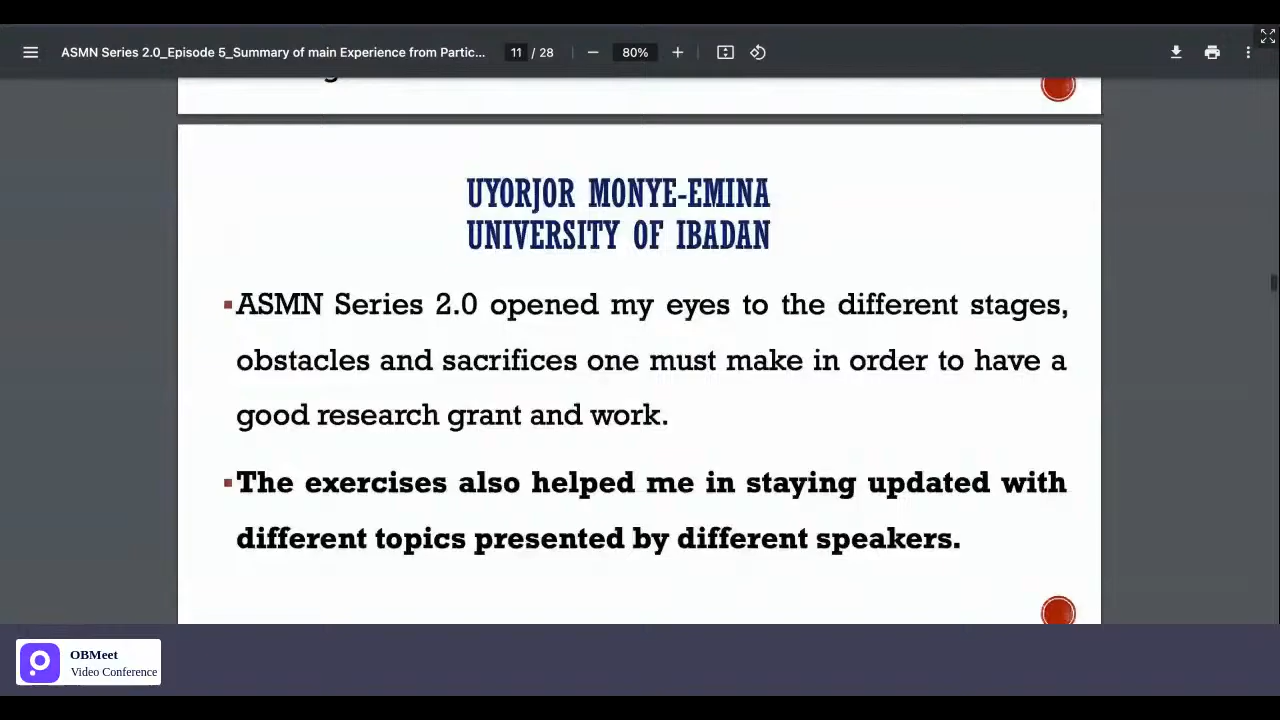 ASMN Series 2.0_Episode 5_Summary of main Experience from Partic... 11 / 28 80%
UYORJOR MONYE-EMINA
UNIVERSITY OF IBADAN
▪ASMN Series 2.0 opened my eyes to the different stages,
obstacles and sacrifices one must make in order to have a
good research grant and work.
▪The exercises also helped me in staying updated with
different topics presented by different speakers.
OBMeet
Video Conference